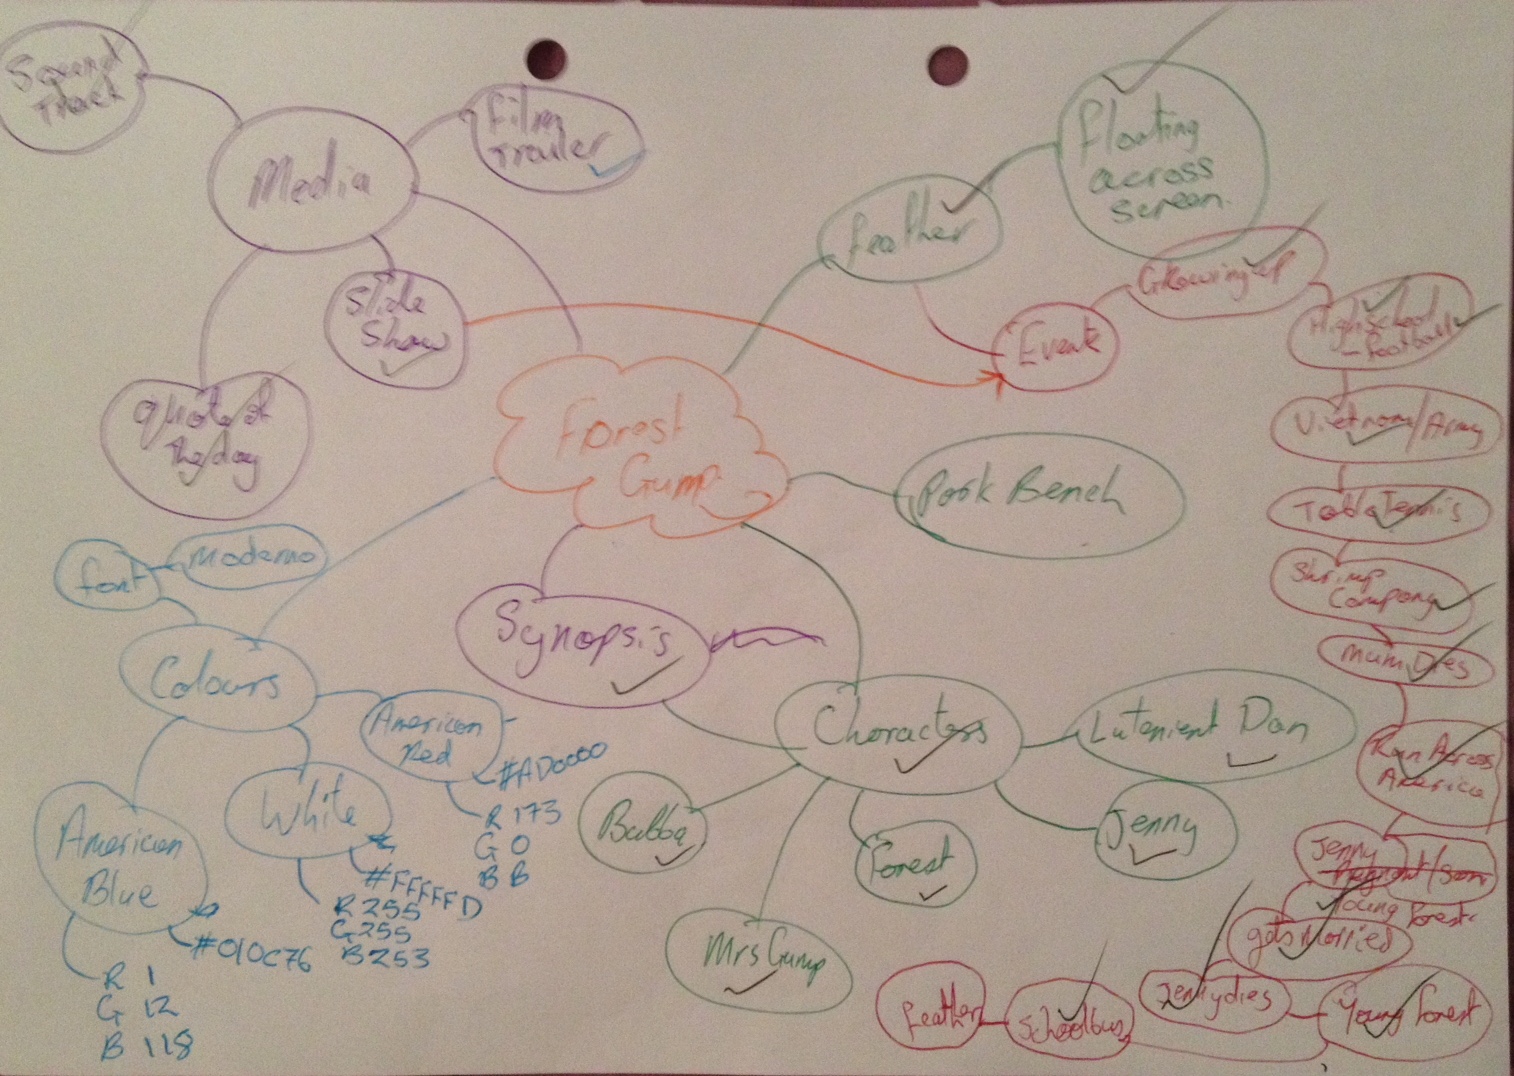 Sound
Track
Media
Film
Trailer
Slide
Show
Quote of
the day
Feather
Floating
across
screen.
Event
Growing up
High School
- Football
Vietnam/Army
Table Tennis
Shrimp
Company
Mum Dies
Run Across
America
Jenny
Pregnant/Soon
Young Forest
gets Married
Jenny dies
Young Forest
School bus
Feather
Forest
Gump
Park Bench
Synopsis
Characters
Lutenient Dan
Jenny
Forest
Bubba
Mrs Gump
font
Moderno
Colours
American
Red
#AD0000
R 173
G 0
B B
White
#FFFFFD
R 255
G 255
B 253
American
Blue
#010C76
R 1
G 12
B 118